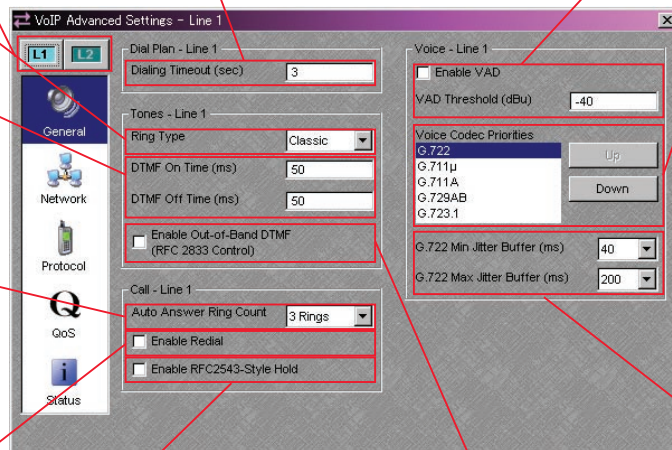 VoIP Advanced Settings - Line 1
L1 L2
General
Network
Protocol
Q
QoS
i
Status
Dial Plan - Line 1
Dialing Timeout (sec) 3
Tones - Line 1
Ring Type Classic
DTMF On Time (ms) 50
DTMF Off Time (ms) 50
Enable Out-of-Band DTMF
(RFC 2833 Control)
Call - Line 1
Auto Answer Ring Count 3 Rings
Enable Redial
Enable RFC2543-Style Hold
Voice - Line 1
Enable VAD
VAD Threshold (dBu) -40
Voice Codec Priorities
G.722
G.711µ
G.711A
G.729AB
G.723.1
Up
Down
G.722 Min Jitter Buffer (ms) 40
G.722 Max Jitter Buffer (ms) 200